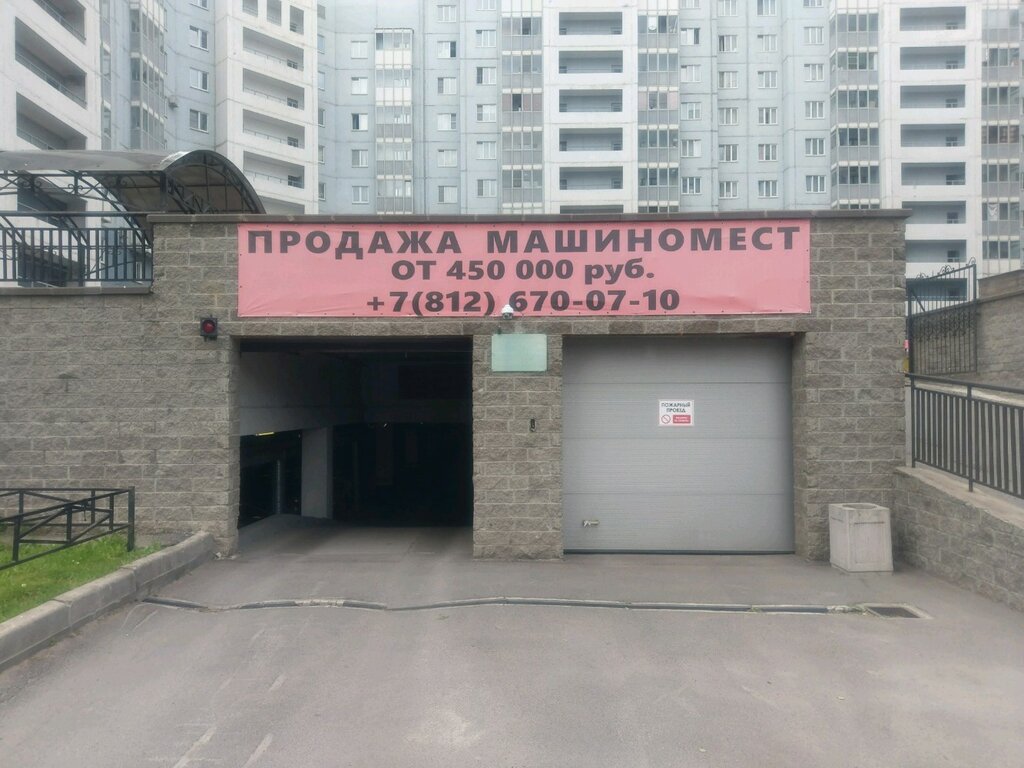 ПРОДАЖА МАШИНОМЕСТ
ОТ 450 000 руб.
+7(812) 670-07-10
ПОЖАРНЫЙ
ПРОЕЗД